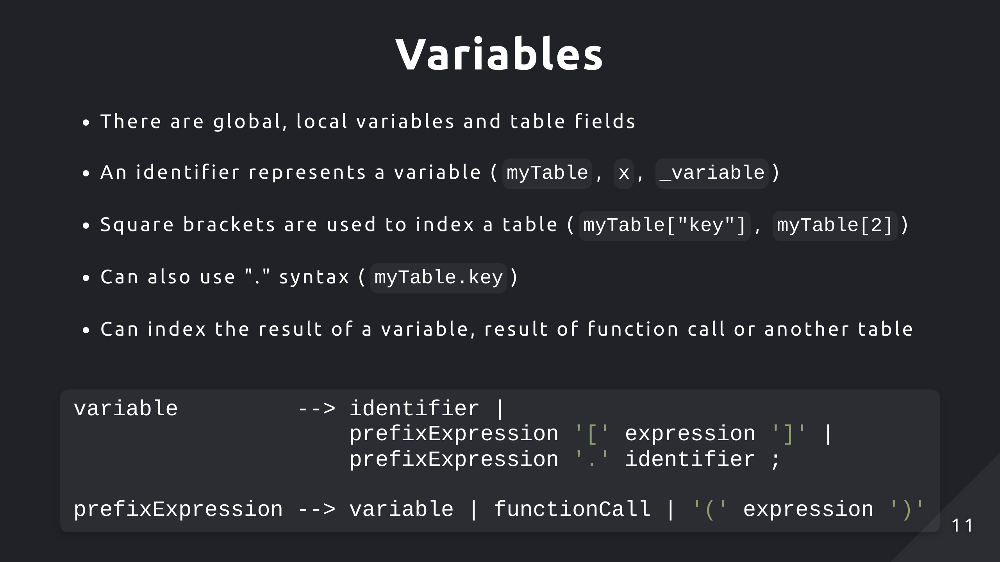 Variables
• There are global, local variables and table fields
• An identifier represents a variable (myTable, x, _variable)
• Square brackets are used to index a table (myTable["key"], myTable[2])
• Can also use "." syntax (myTable.key)
• Can index the result of a variable, result of function call or another table
variable         --> identifier |
                     prefixExpression '[' expression ']' |
                     prefixExpression '.' identifier ;
prefixExpression --> variable | functionCall | '(' expression ')'
11